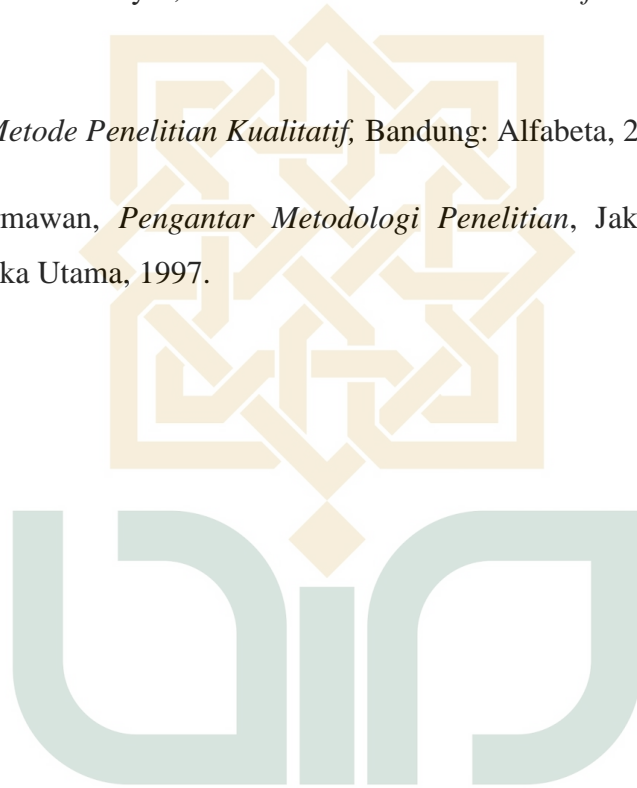 Metode Penelitian Kualitatif, Bandung: Alfabeta, 2
mawan, Pengantar Metodologi Penelitian, Jak
ka Utama, 1997.